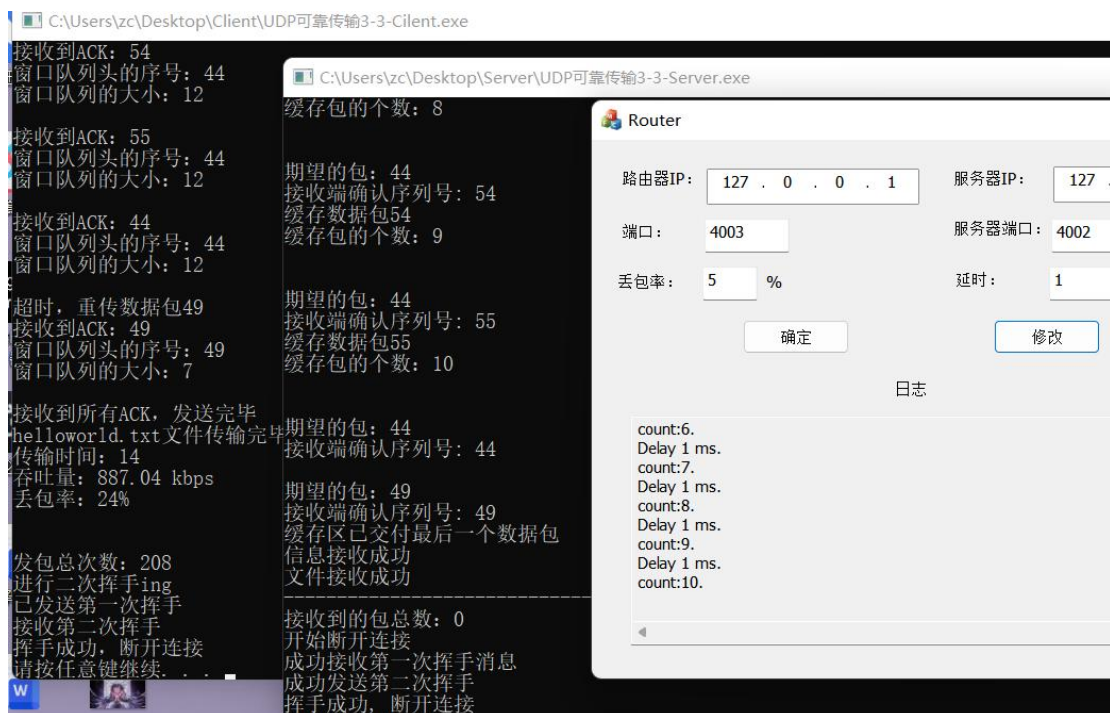 C:\Users\zc\Desktop\Client\UDP可靠传输3-3-Cilent.exe
接收到ACK: 54
窗口队列头的序号: 44
窗口队列的大小: 12
接收到ACK: 55
窗口队列头的序号: 44
窗口队列的大小: 12
接收到ACK: 44
窗口队列头的序号: 44
窗口队列的大小: 12
超时，重传数据包49
接收到ACK: 49
窗口队列头的序号: 49
窗口队列的大小: 7
接收到所有ACK，发送完毕
helloworld.txt文件传输完毕
传输时间: 14
吞吐量: 887.04 kbps
丢包率: 24%
发包总次数: 208
进行二次挥手ing
已发送第一次挥手
接收第二次挥手
挥手成功，断开连接
请按任意键继续. . .
C:\Users\zc\Desktop\Server\UDP可靠传输3-3-Server.exe
缓存包的个数: 8
期望的包: 44
接收端确认序列号: 54
缓存数据包54
缓存包的个数: 9
期望的包: 44
接收端确认序列号: 55
缓存数据包55
缓存包的个数: 10
期望的包: 44
接收端确认序列号: 44
期望的包: 49
接收端确认序列号: 49
缓存区已交付最后一个数据包
信息接收成功
文件接收成功
接收到的包总数: 0
开始断开连接
成功接收第一次挥手消息
成功发送第二次挥手
挥手成功, 断开连接
Router
路由器IP: 127 . 0 . 0 . 1 服务器IP: 127 .
端口: 4003 服务器端口: 4002
丢包率: 5 % 延时: 1
确定 修改
日志
count:6.
Delay 1 ms.
count:7.
Delay 1 ms.
count:8.
Delay 1 ms.
count:9.
Delay 1 ms.
count:10.
W